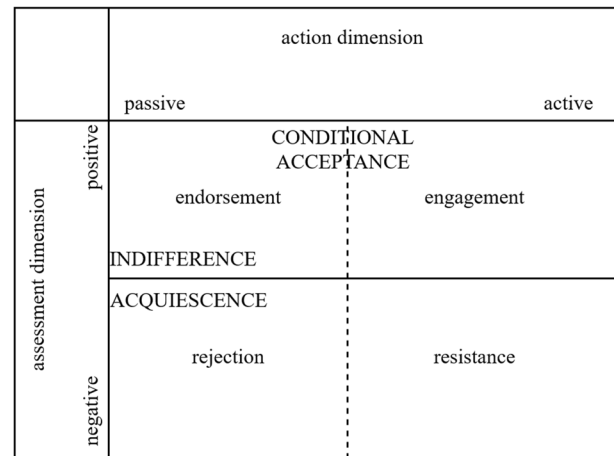 action dimension
passive active
positive
CONDITIONAL
ACCEPTANCE
endorsement engagement
assessment dimension
INDIFFERENCE
ACQUIESCENCE
rejection resistance
negative